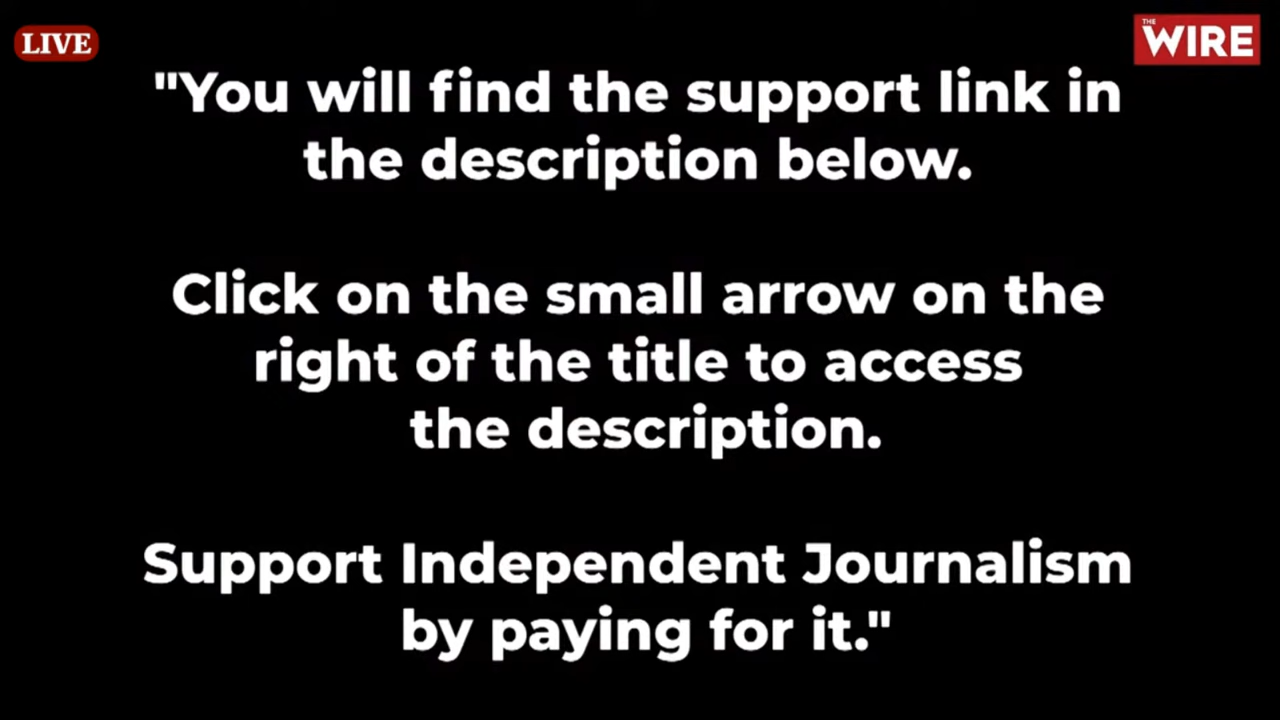 LIVE
THE
WIRE
"You will find the support link in
the description below.
Click on the small arrow on the
right of the title to access
the description.
Support Independent Journalism
by paying for it."